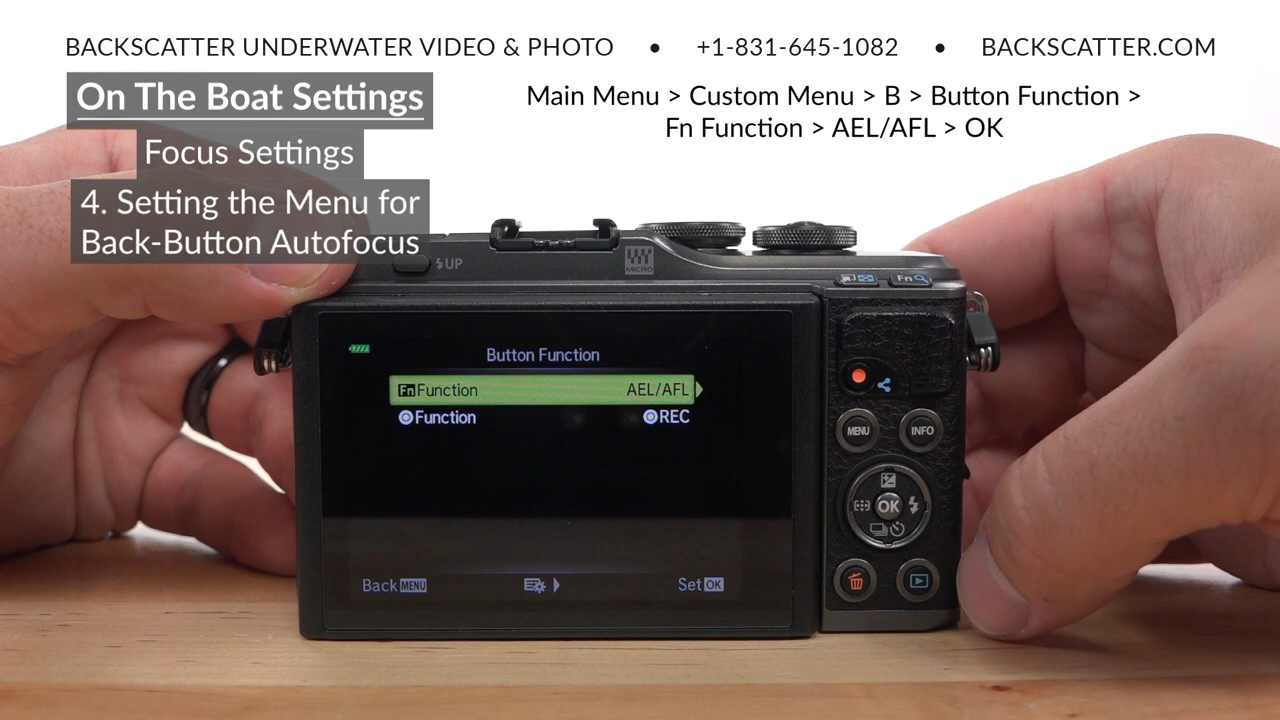 BACKSCATTER UNDERWATER VIDEO & PHOTO • +1-831-645-1082 • BACKSCATTER.COM
On The Boat Settings
Focus Settings
4. Setting the Menu for
Back-Button Autofocus
Main Menu > Custom Menu > B > Button Function >
Fn Function > AEL/AFL > OK
UP
MICRO
Fn
Button Function
Fn Function AEL/AFL
Function REC
Back MENU
Set OK
MENU
INFO
OK